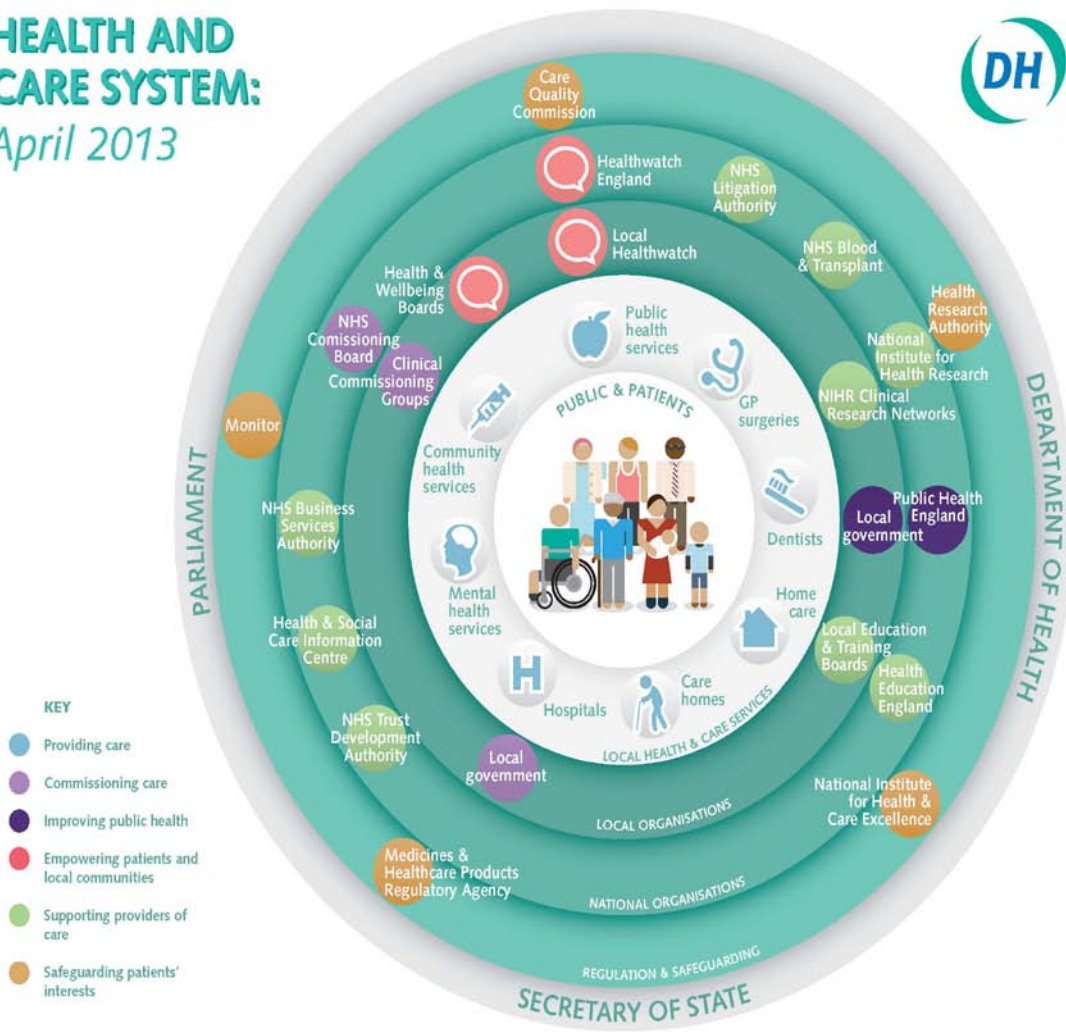 HEALTH AND
CARE SYSTEM:
April 2013
DH
Care
Quality
Commission
Healthwatch
England
NHS
Litigation
Authority
Local
Healthwatch
NHS Blood
& Transplant
Health &
Wellbeing
Boards
Health
Research
Authority
NHS
Comissioning
Board
Clinical
Commissioning
Groups
Public
health
services
National
Institute for
Health Research
NIHR Clinical
Research Networks
GP
surgeries
PUBLIC & PATIENTS
Monitor
Community
health
services
PARLIAMENT
DEPARTMENT OF HEALTH
NHS Business
Services
Authority
Public Health
England
Local
government
Dentists
Mental
health
services
Home
care
Health & Social
Care Information
Centre
Local Education
& Training
Boards
Health
Education
England
H
Hospitals
Care
homes
NHS Trust
Development
Authority
LOCAL HEALTH & CARE SERVICES
Local
government
National Institute
for Health &
Care Excellence
LOCAL ORGANISATIONS
Medicines &
Healthcare Products
Regulatory Agency
NATIONAL ORGANISATIONS
REGULATION & SAFEGUARDING
SECRETARY OF STATE
KEY
Providing care
Commissioning care
Improving public health
Empowering patients and
local communities
Supporting providers of
care
Safeguarding patients'
interests